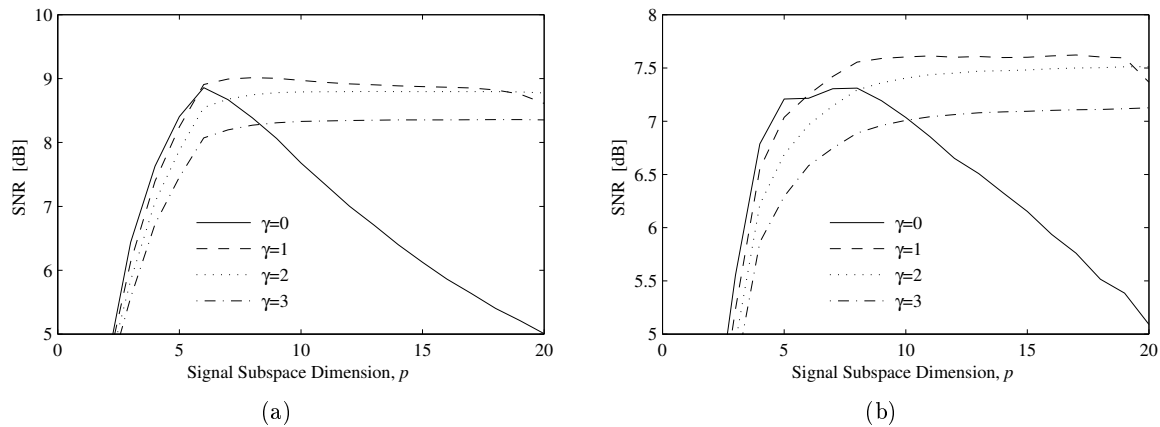 10
9
8
7
6
5
SNR [dB]
γ=0
γ=1
γ=2
γ=3
0 5 10 15 20
Signal Subspace Dimension, p
(a)
8
7.5
7
6.5
6
5.5
5
SNR [dB]
γ=0
γ=1
γ=2
γ=3
0 5 10 15 20
Signal Subspace Dimension, p
(b)